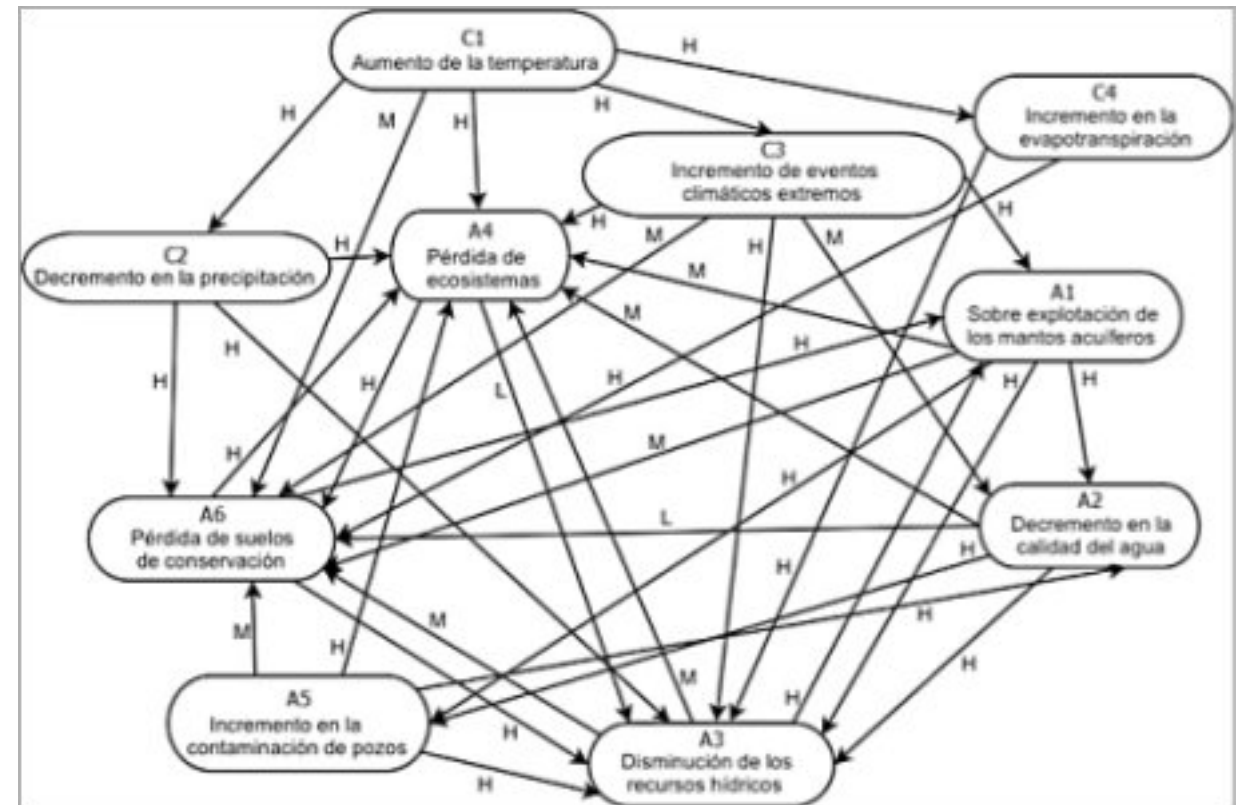 C1
Aumento de la temperatura
H
C4
Incremento en la
evapotranspiración
H
H
M
H
C3
Incremento de eventos
climáticos extremos
C2
Decremento en la precipitación
H
A4
Pérdida de
ecosistemas
H
M
H
M
H
M
A1
Sobre explotación de
los mantos acuíferos
M
H
H
H
H
H
L
H
H
H
M
H
A6
Pérdida de suelos
de conservación
L
A2
Decremento en la
calidad del agua
H
H
M
M
H
H
H
M
H
A5
Incremento en la
contaminación de pozos
H
H
A3
Disminución de los
recursos hídricos
H